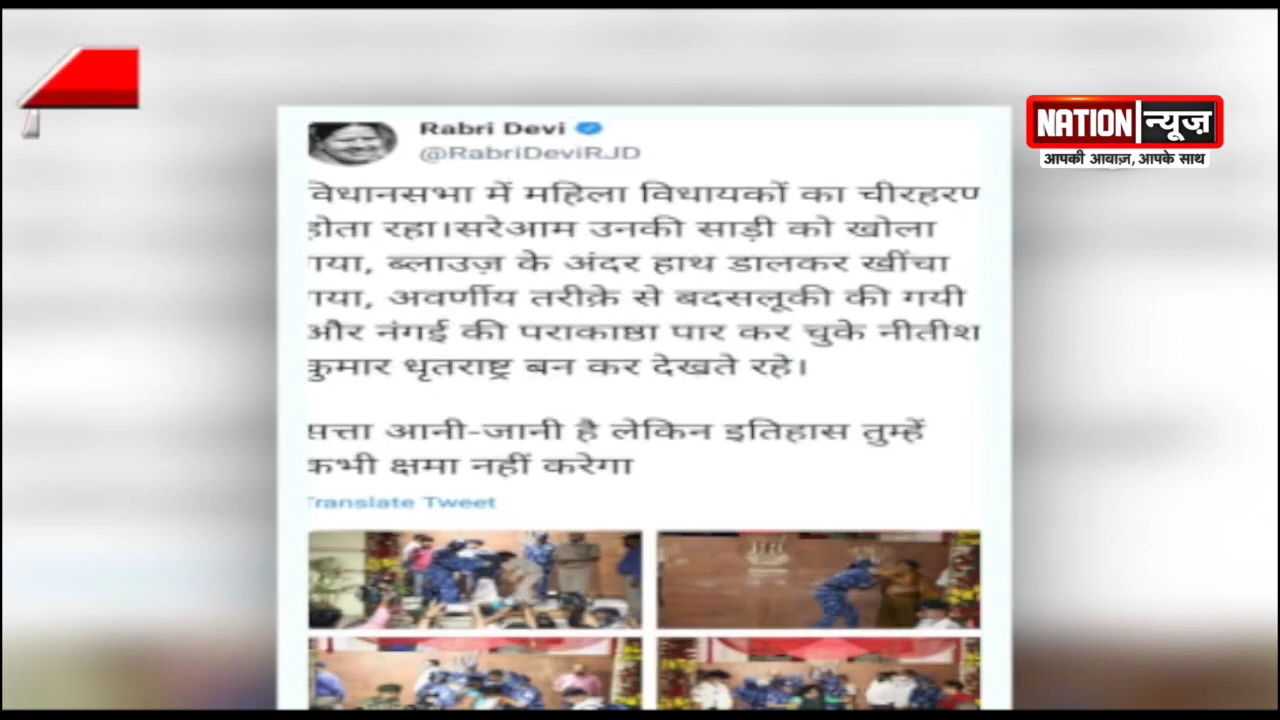 NATION न्यूज़
आपकी आवाज़, आपके साथ
Rabri Devi
@RabriDeviRJD
विधानसभा में महिला विधायकों का चीरहरण
होता रहा।सरेआम उनकी साड़ी को खोला
गया, ब्लाउज़ के अंदर हाथ डालकर खींचा
गया, अवर्णीय तरीक़े से बदसलूकी की गयी
और नंगई की पराकाष्ठा पार कर चुके नीतीश
कुमार धृतराष्ट्र बन कर देखते रहे।
सत्ता आनी-जानी है लेकिन इतिहास तुम्हें
कभी क्षमा नहीं करेगा
Translate Tweet